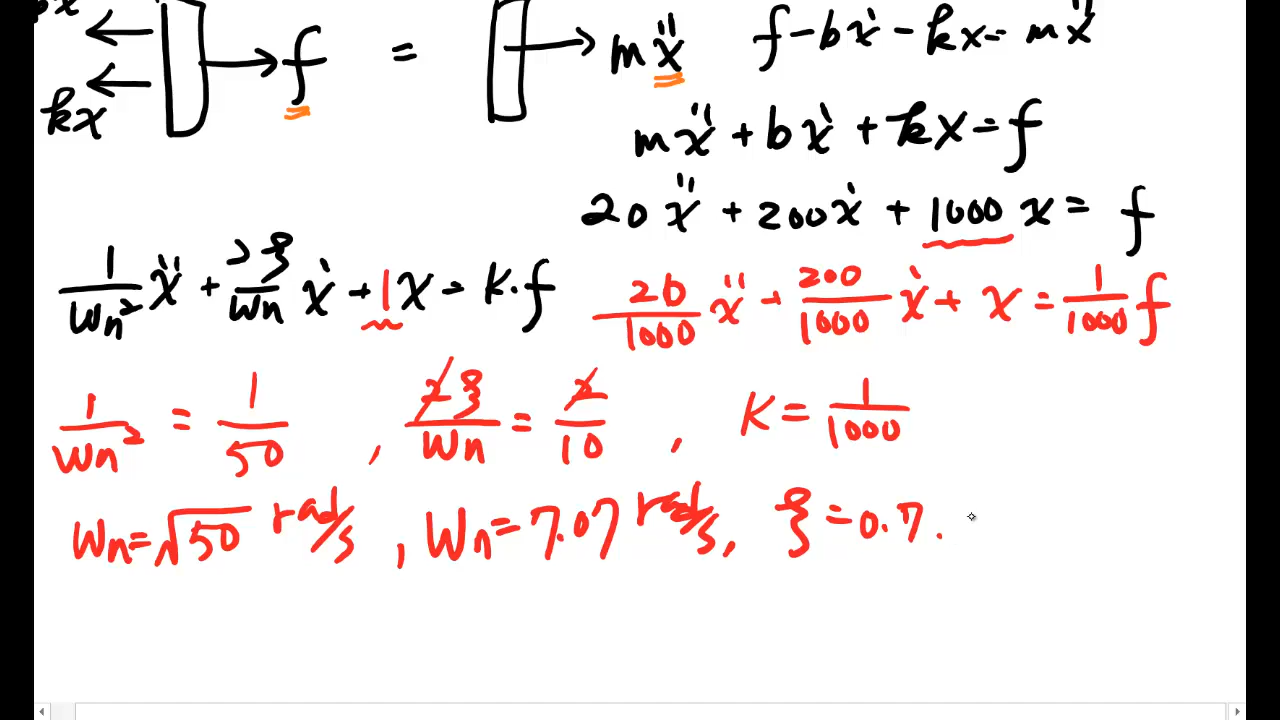 f = mẍ f - bẋ - kx = mẍ
kx
mẍ + bẋ + kx = f
20ẍ + 200ẋ + 1000x = f
1/Wn² ẍ + 2ξ/Wn ẋ + 1x = K·f
20/1000 ẍ + 200/1000 ẋ + x = 1/1000 f
1/Wn² = 1/50 , 2ξ/Wn = 2/10 , K = 1/1000
Wn = √50 rad/s , Wn = 7.07 rad/s , ξ = 0.7.